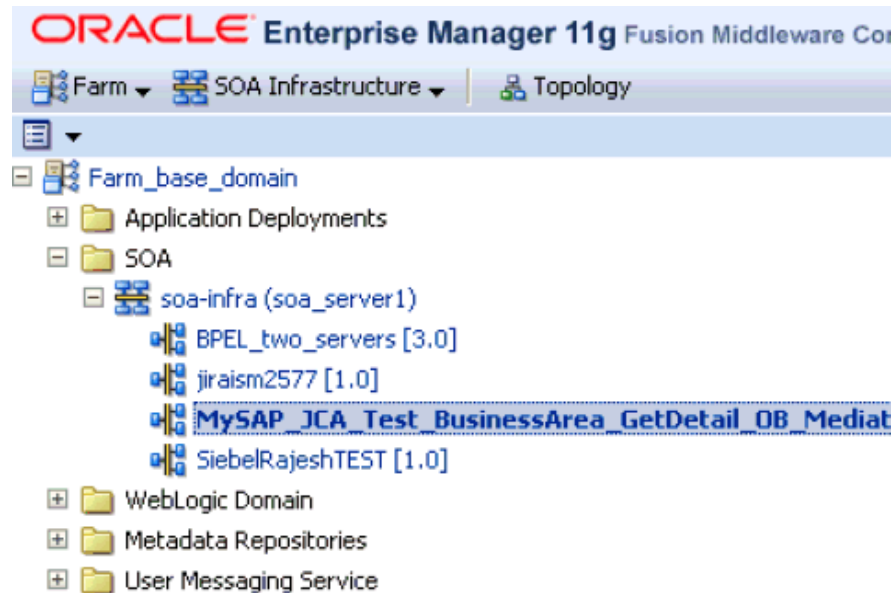 ORACLE Enterprise Manager 11g Fusion Middleware Cor
Farm SOA Infrastructure Topology
Farm_base_domain
Application Deployments
SOA
soa-infra (soa_server1)
BPEL_two_servers [3.0]
jiraism2577 [1.0]
MySAP_JCA_Test_BusinessArea_GetDetail_OB_Mediat
SiebelRajeshTEST [1.0]
WebLogic Domain
Metadata Repositories
User Messaging Service